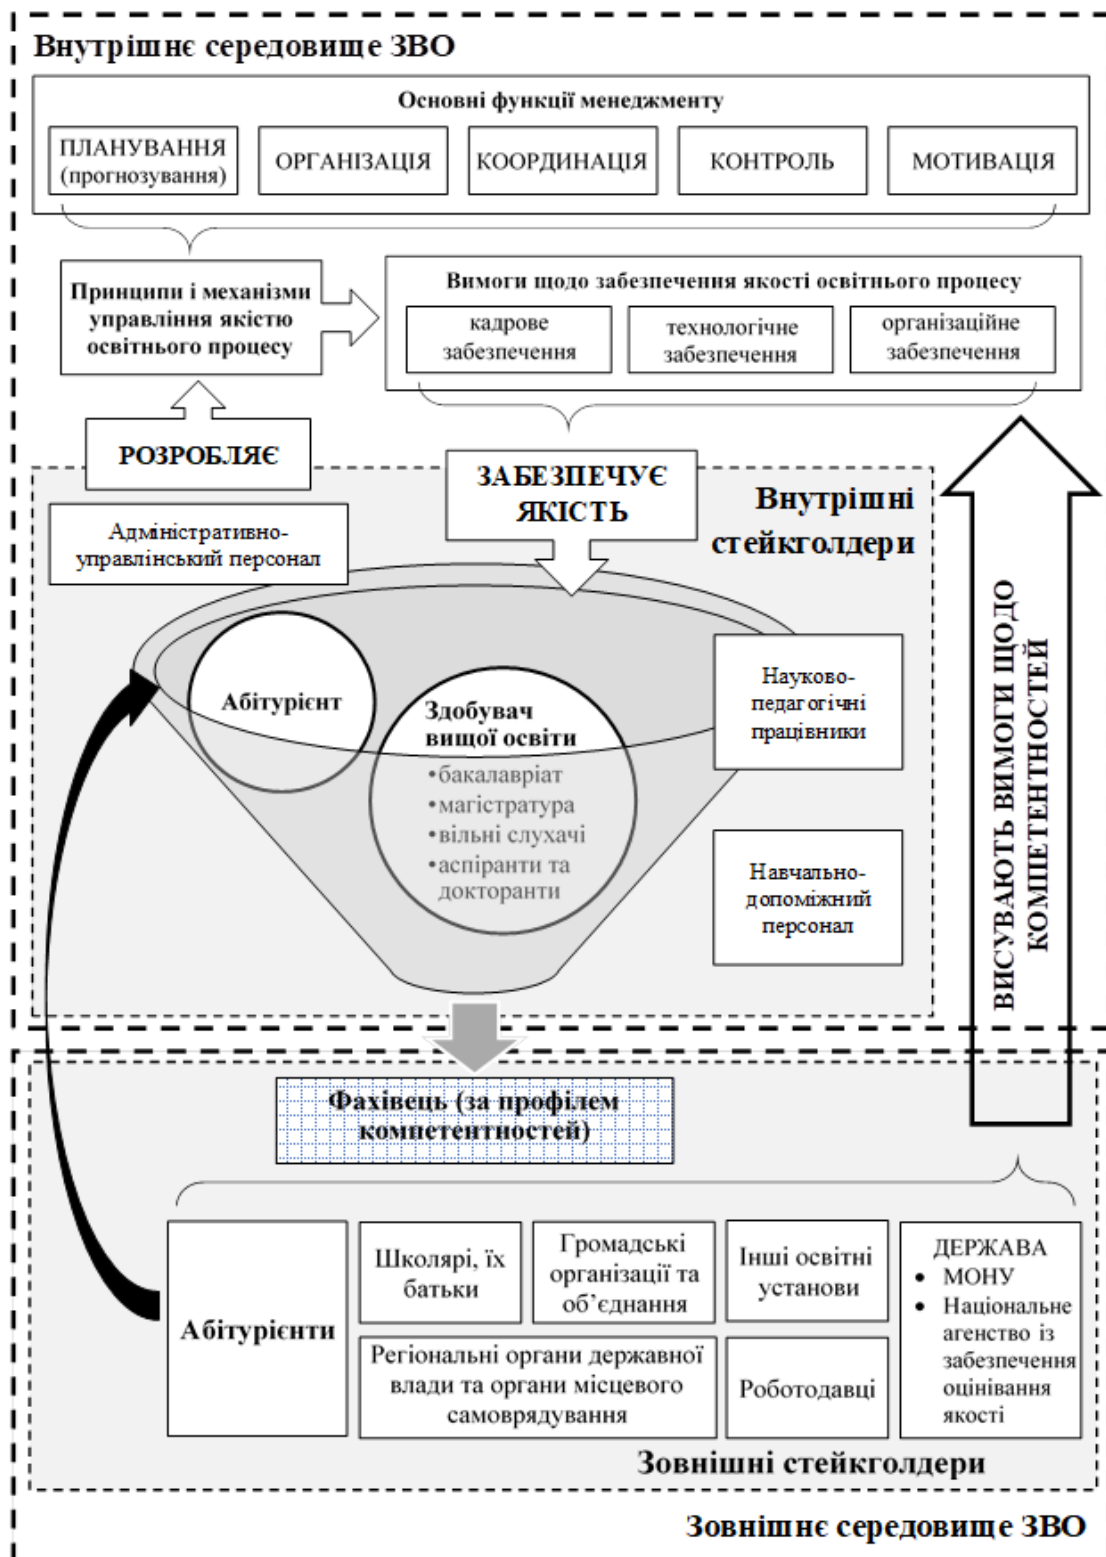 Внутрішнє середовище ЗВО
Основні функції менеджменту
ПЛАНУВАННЯ
(прогнозування)
ОРГАНІЗАЦІЯ
КООРДИНАЦІЯ
КОНТРОЛЬ
МОТИВАЦІЯ
Принципи і механізми
управління якістю
освітнього процесу
Вимоги щодо забезпечення якості освітнього процесу
кадрове
забезпечення
технологічне
забезпечення
організаційне
забезпечення
РОЗРОБЛЯЄ
ЗАБЕЗПЕЧУЄ
ЯКІСТЬ
Внутрішні
стейкголдери
Адміністративно-
управлінський персонал
Абітурієнт
Здобувач
вищої освіти
•бакалавріат
•магістратура
•вільні слухачі
•аспіранти та
докторанти
Науково-
педагогічні
працівники
Навчально-
допоміжний
персонал
ВИСУВАЮТЬ ВИМОГИ ЩОДО
КОМПЕТЕНТНОСТЕЙ
Фахівець (за профілем
компетентностей)
Абітурієнти
Школярі, їх
батьки
Громадські
організації та
об’єднання
Інші освітні
установи
ДЕРЖАВА
• МОНУ
• Національне
агенство із
забезпечення
оцінівання
якості
Регіональні органи державної
влади та органи місцевого
самоврядування
Роботодавці
Зовнішні стейкголдери
Зовнішнє середовище ЗВО